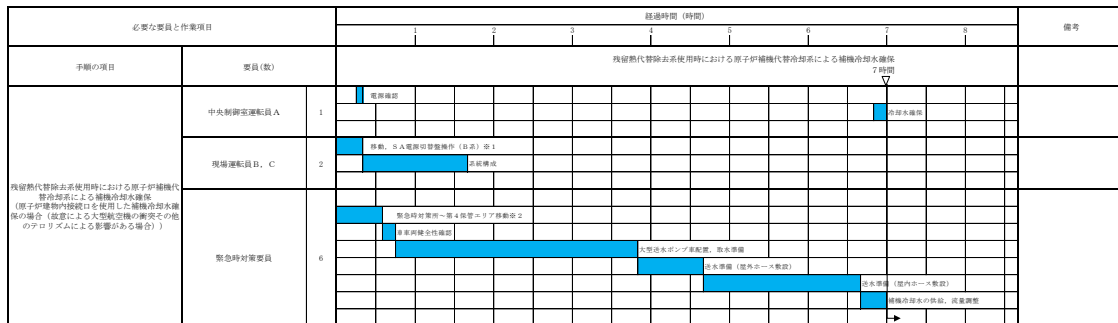 必要な要員と作業項目
経過時間（時間）
備考
1 2 3 4 5 6 7 8
手順の項目
要員(数)
残留熱代替除去系使用時における原子炉補機代替冷却系による補機冷却水確保
7時間
残留熱代替除去系使用時における原子炉補機代
替冷却系による補機冷却水確保
（原子炉建物内接続口を使用した補機冷却水確
保の場合（故意による大型航空機の衝突その他
のテロリズムによる影響がある場合））
中央制御室運転員A
1
電源確認
冷却水確保
現場運転員B，C
2
移動，SA電源切替盤操作（B系）※1
系統構成
緊急時対策要員
6
緊急時対策所～第4保管エリア移動※2
車両健全性確認
大型送水ポンプ車配置，取水準備
送水準備（屋外ホース敷設）
送水準備（屋内ホース敷設）
補機冷却水の供給，流量調整